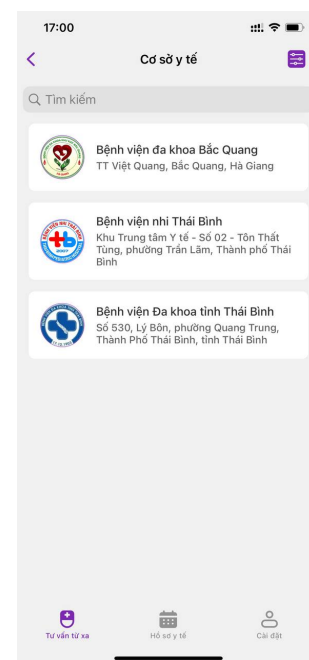 17:00
Cơ sở y tế
Tìm kiếm
Bệnh viện đa khoa Bắc Quang
TT Việt Quang, Bắc Quang, Hà Giang
Bệnh viện nhi Thái Bình
Khu Trung tâm Y tế - Số 02 - Tôn Thất
Tùng, phường Trần Lãm, Thành phố Thái
Bình
Bệnh viện Đa khoa tỉnh Thái Bình
Số 530, Lý Bôn, phường Quang Trung,
Thành Phố Thái Bình, tỉnh Thái Bình
Tư vấn từ xa
Hồ sơ y tế
Cài đặt